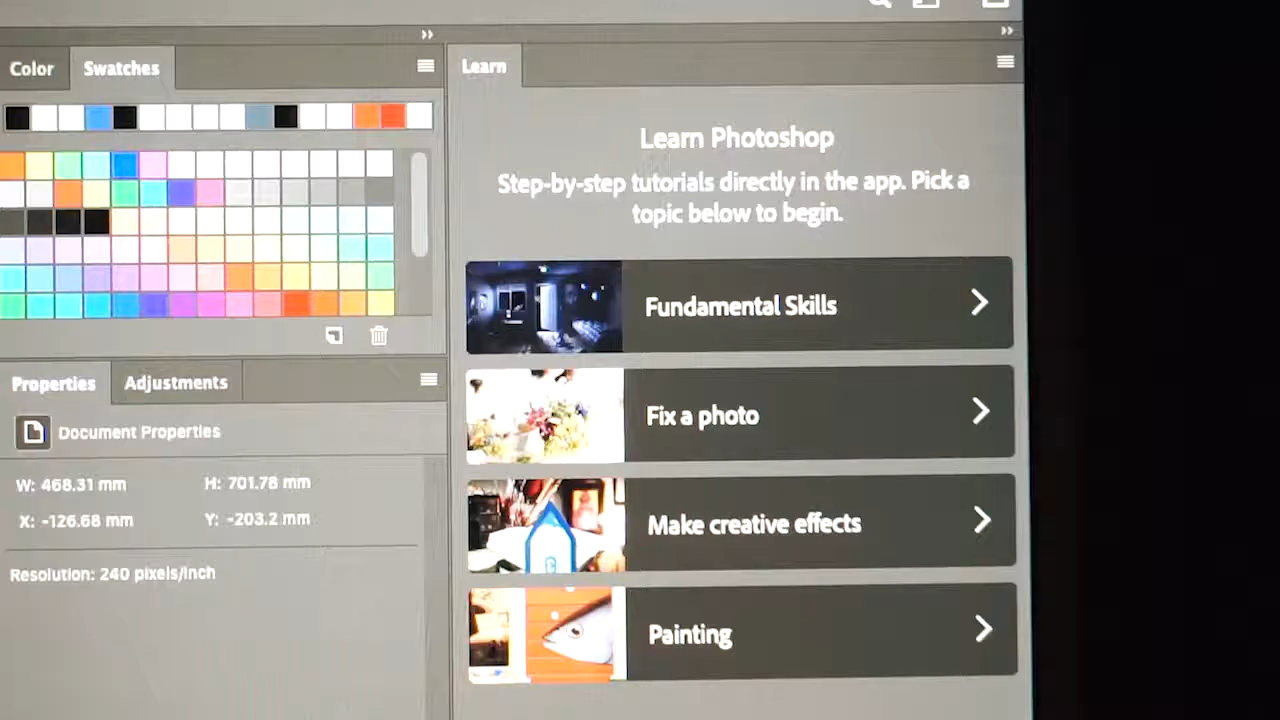 Color
Swatches
Learn
Learn Photoshop
Step-by-step tutorials directly in the app. Pick a
topic below to begin.
Fundamental Skills
Fix a photo
Make creative effects
Painting
Properties
Adjustments
Document Properties
W: 468.31 mm
H: 701.78 mm
X: -126.68 mm
Y: -203.2 mm
Resolution: 240 pixels/inch